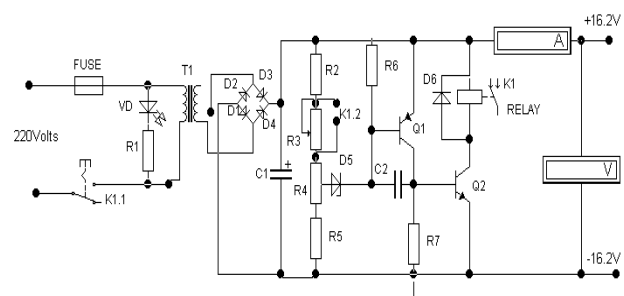 +16.2V
FUSE
T1
A
D3
D2
R2
R6
D6
K1
VD
RELAY
D1
K1.2
Q1
D4
220Volts
R3
R1
D5
C1
+
C2
V
R4
Q2
K1.1
R5
R7
-16.2V